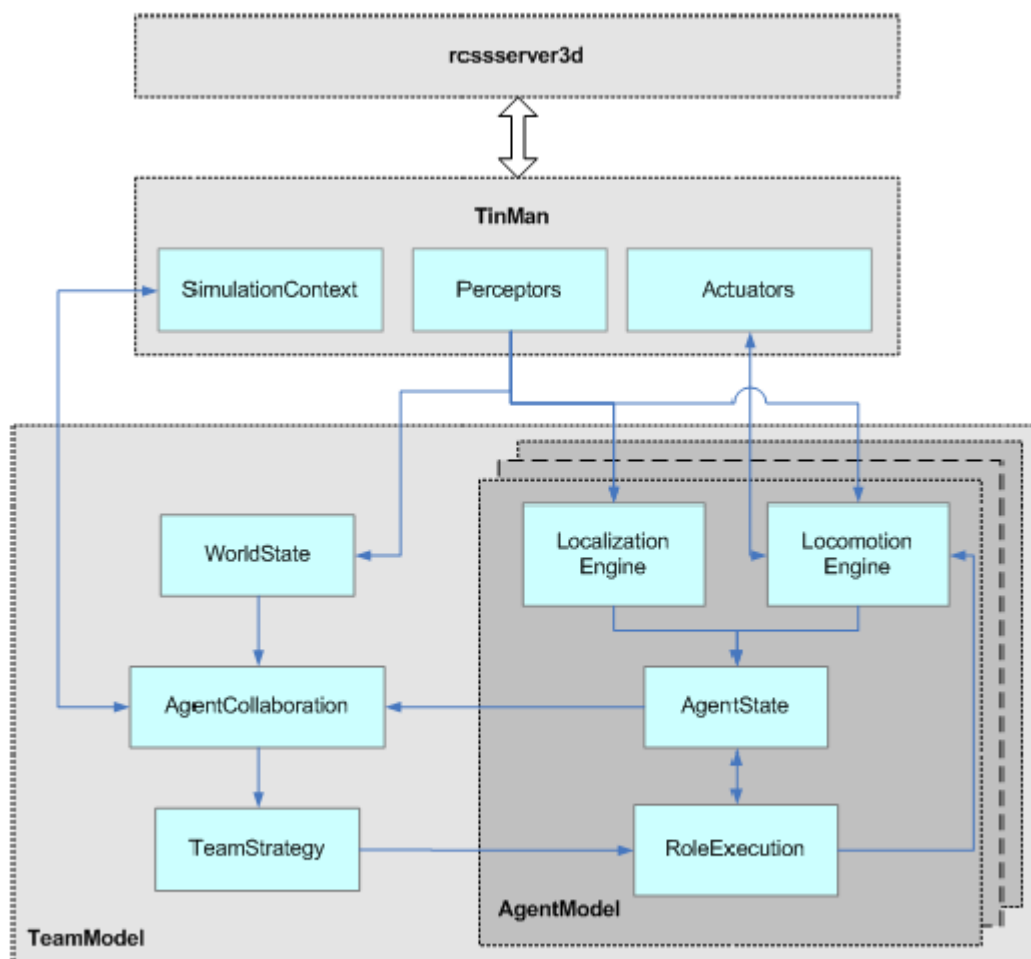 rcssserver3d
TinMan
SimulationContext
Perceptors
Actuators
WorldState
Localization
Engine
Locomotion
Engine
AgentCollaboration
AgentState
TeamStrategy
RoleExecution
AgentModel
TeamModel